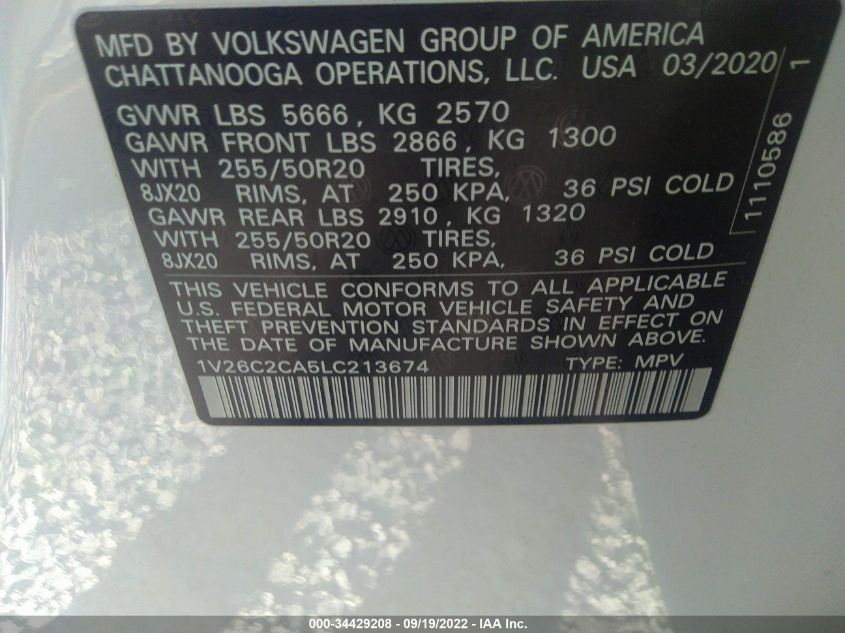 MFD BY VOLKSWAGEN GROUP OF AMERICA
CHATTANOOGA OPERATIONS, LLC. USA 03/2020
GVWR LBS 5666, KG 2570
GAWR FRONT LBS 2866, KG 1300
WITH 255/50R20 TIRES,
8JX20 RIMS, AT 250 KPA, 36 PSI COLD
GAWR REAR LBS 2910, KG 1320
WITH 255/50R20 TIRES,
8JX20 RIMS, AT 250 KPA, 36 PSI COLD
THIS VEHICLE CONFORMS TO ALL APPLICABLE
U.S. FEDERAL MOTOR VEHICLE SAFETY AND
THEFT PREVENTION STANDARDS IN EFFECT ON
THE DATE OF MANUFACTURE SHOWN ABOVE.
1V26C2CA5LC213674 TYPE: MPV
1110586 1
000-34429208 - 09/19/2022 - IAA Inc.